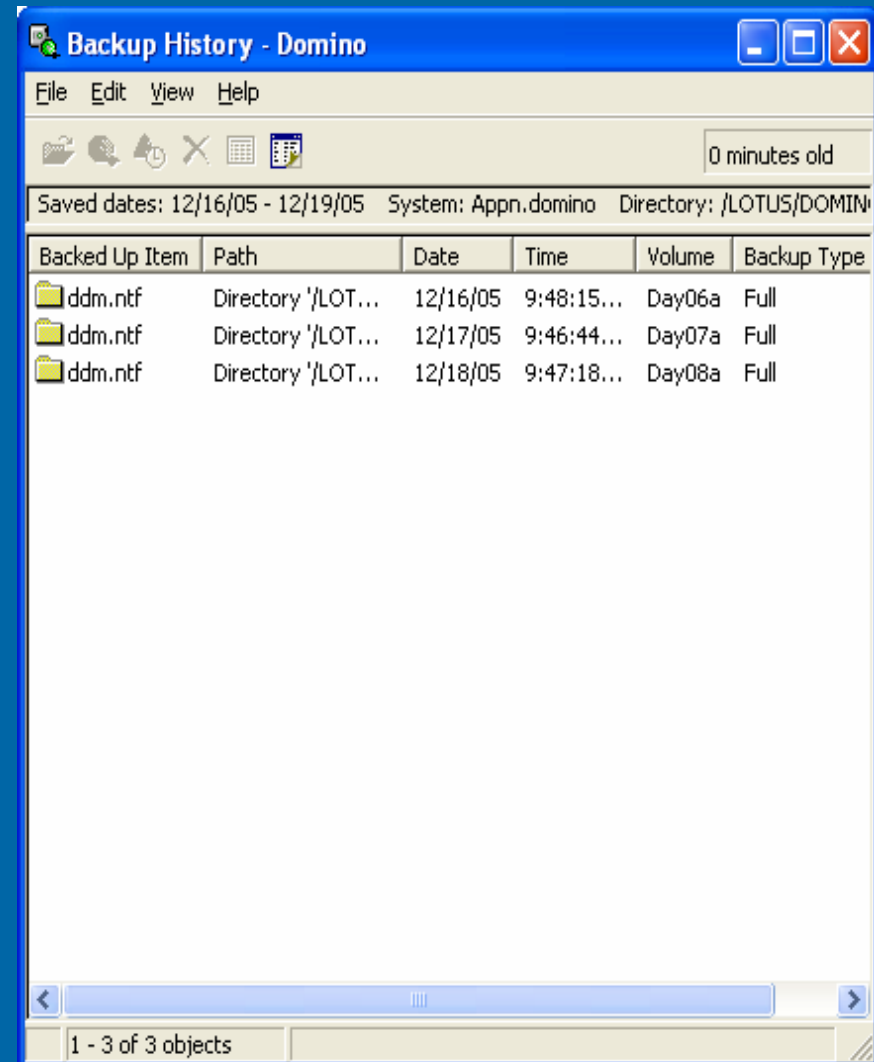 Backup History - Domino
File Edit View Help
0 minutes old
Saved dates: 12/16/05 - 12/19/05 System: Appn.domino Directory: /LOTUS/DOMIN
Backed Up Item Path Date Time Volume Backup Type
ddm.ntf Directory '/LOT... 12/16/05 9:48:15... Day06a Full
ddm.ntf Directory '/LOT... 12/17/05 9:46:44... Day07a Full
ddm.ntf Directory '/LOT... 12/18/05 9:47:18... Day08a Full
1 - 3 of 3 objects